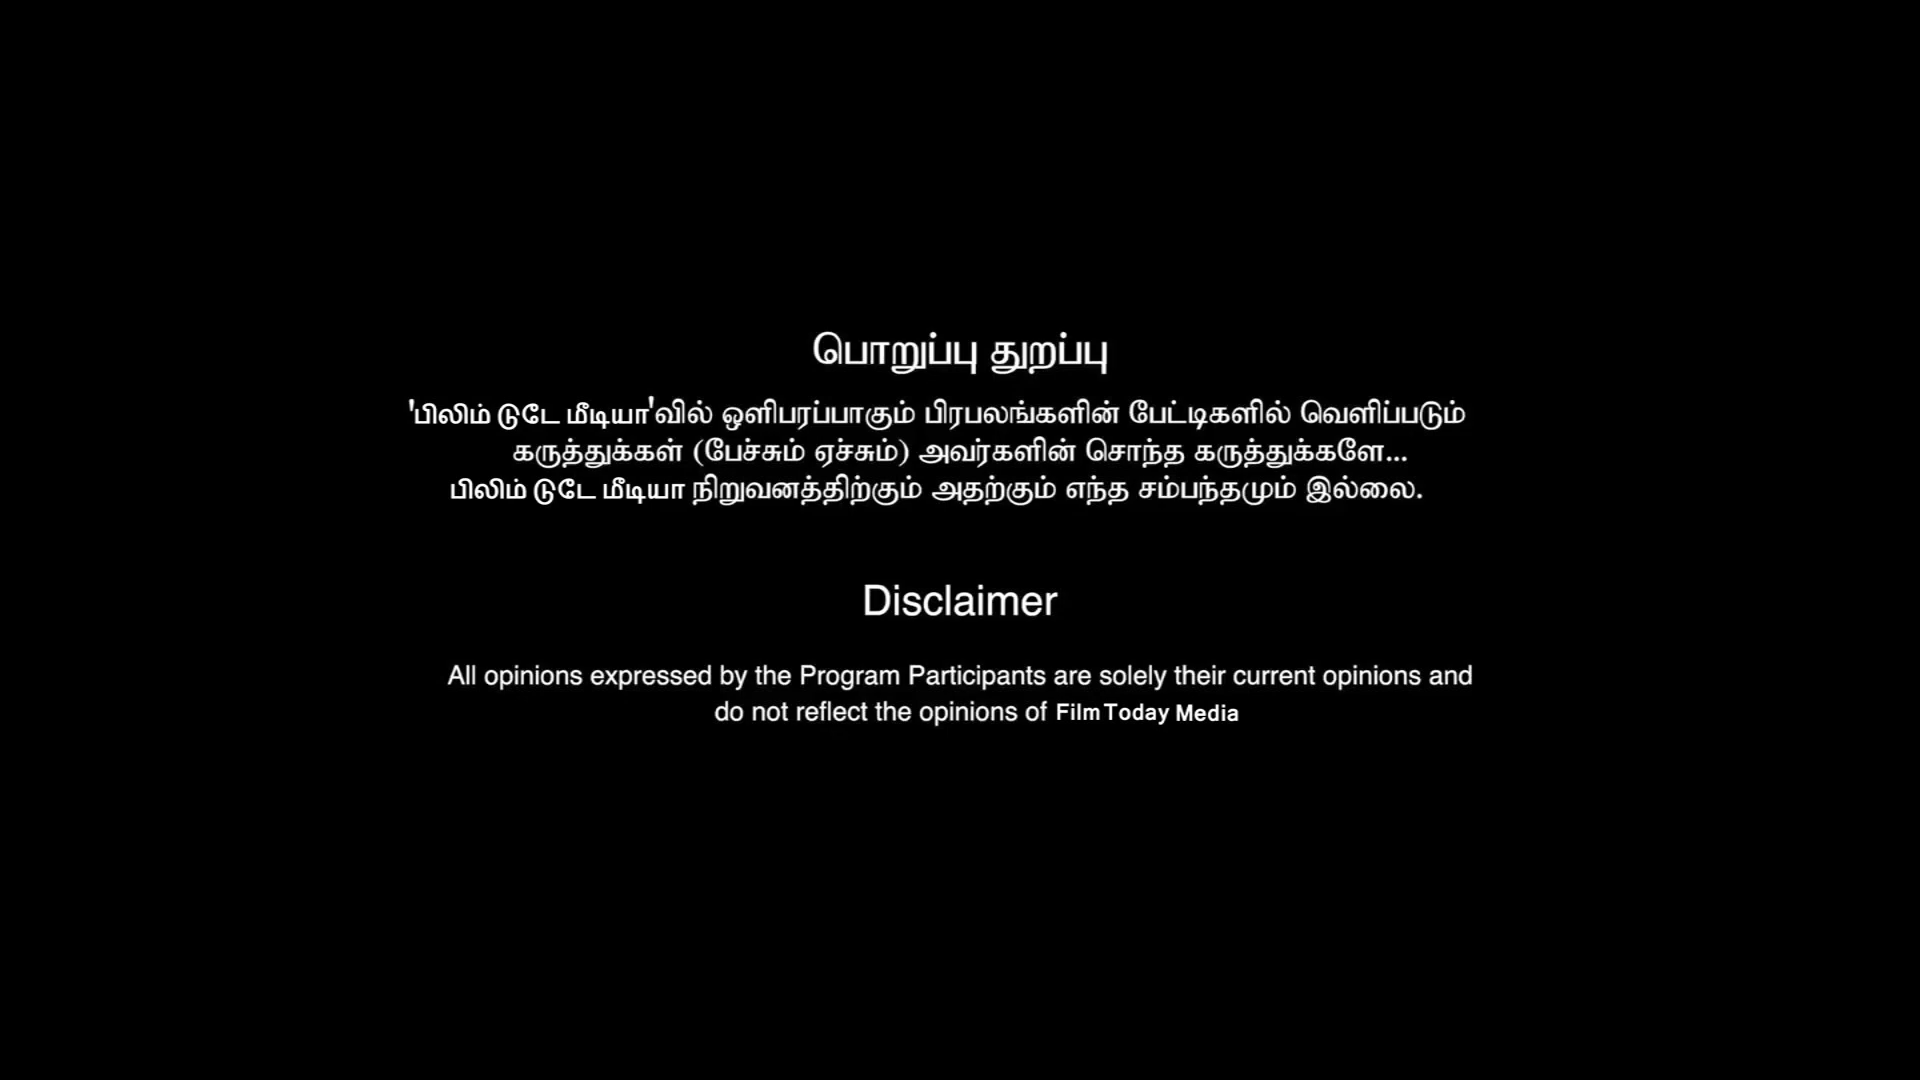 பொறுப்பு துறப்பு
'பிலிம் டுடே மீடியா'வில் ஒளிபரப்பாகும் பிரபலங்களின் பேட்டிகளில் வெளிப்படும்
கருத்துக்கள் (பேச்சும் ஏச்சும்) அவர்களின் சொந்த கருத்துக்களே...
பிலிம் டுடே மீடியா நிறுவனத்திற்கும் அதற்கும் எந்த சம்பந்தமும் இல்லை.
Disclaimer
All opinions expressed by the Program Participants are solely their current opinions and
do not reflect the opinions of Film Today Media